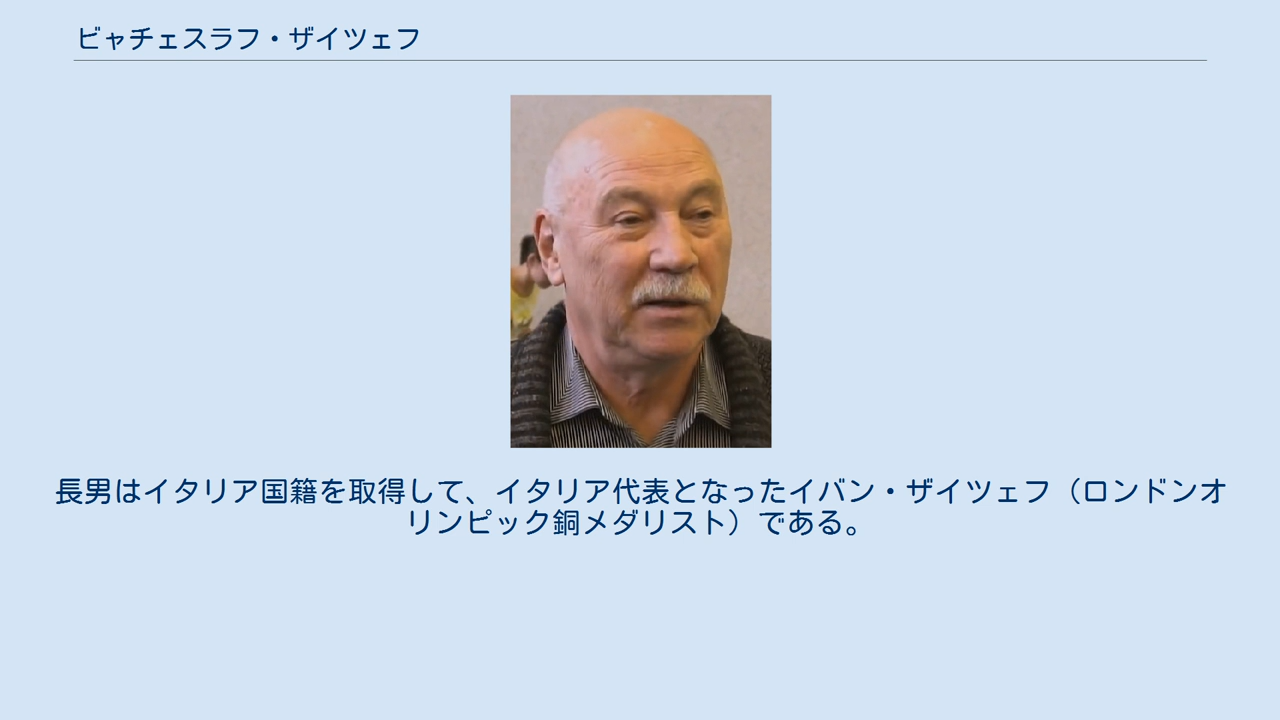 ビャチェスラフ・ザイツェフ
長男はイタリア国籍を取得して、イタリア代表となったイバン・ザイツェフ（ロンドンオ
リンピック銅メダリスト）である。